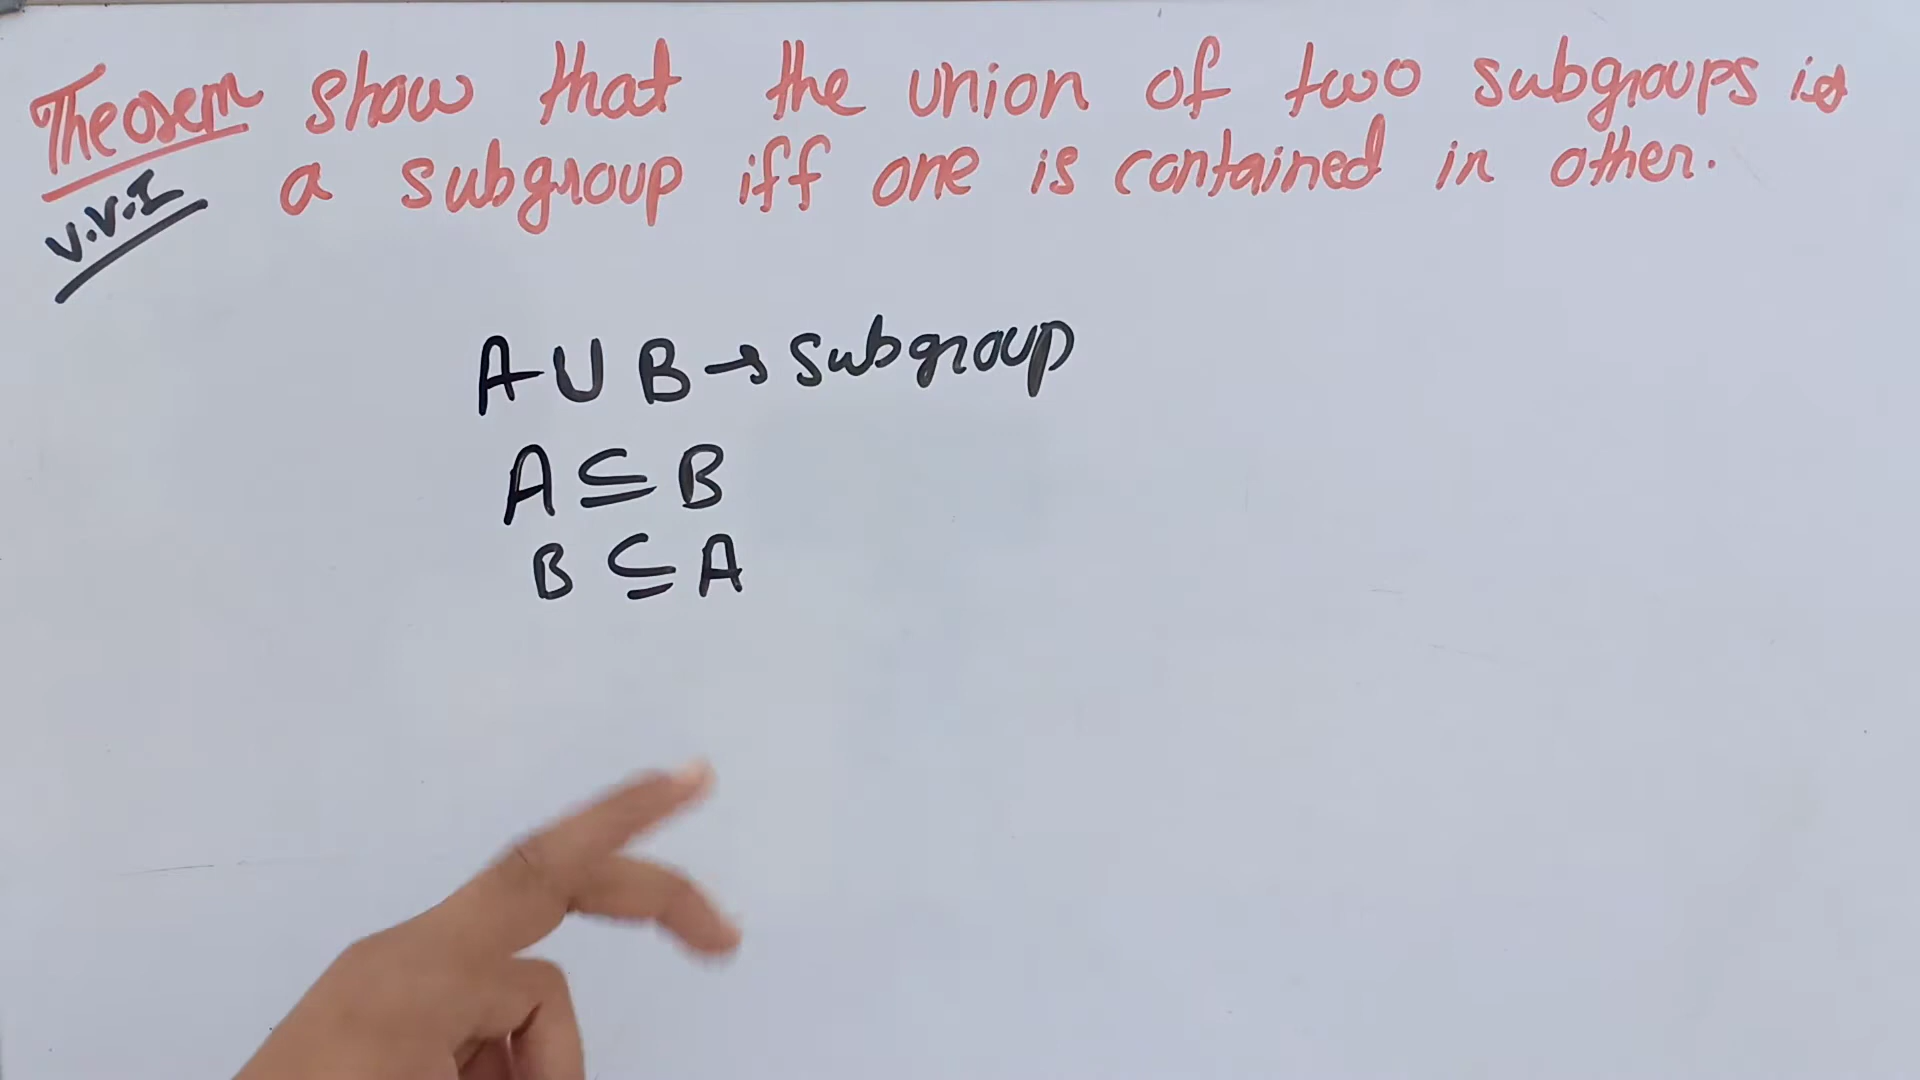 Theorem show that the union of two subgroups is
a subgroup iff one is contained in other.
V.V.I
A ∪ B → subgroup
A ⊆ B
B ⊆ A